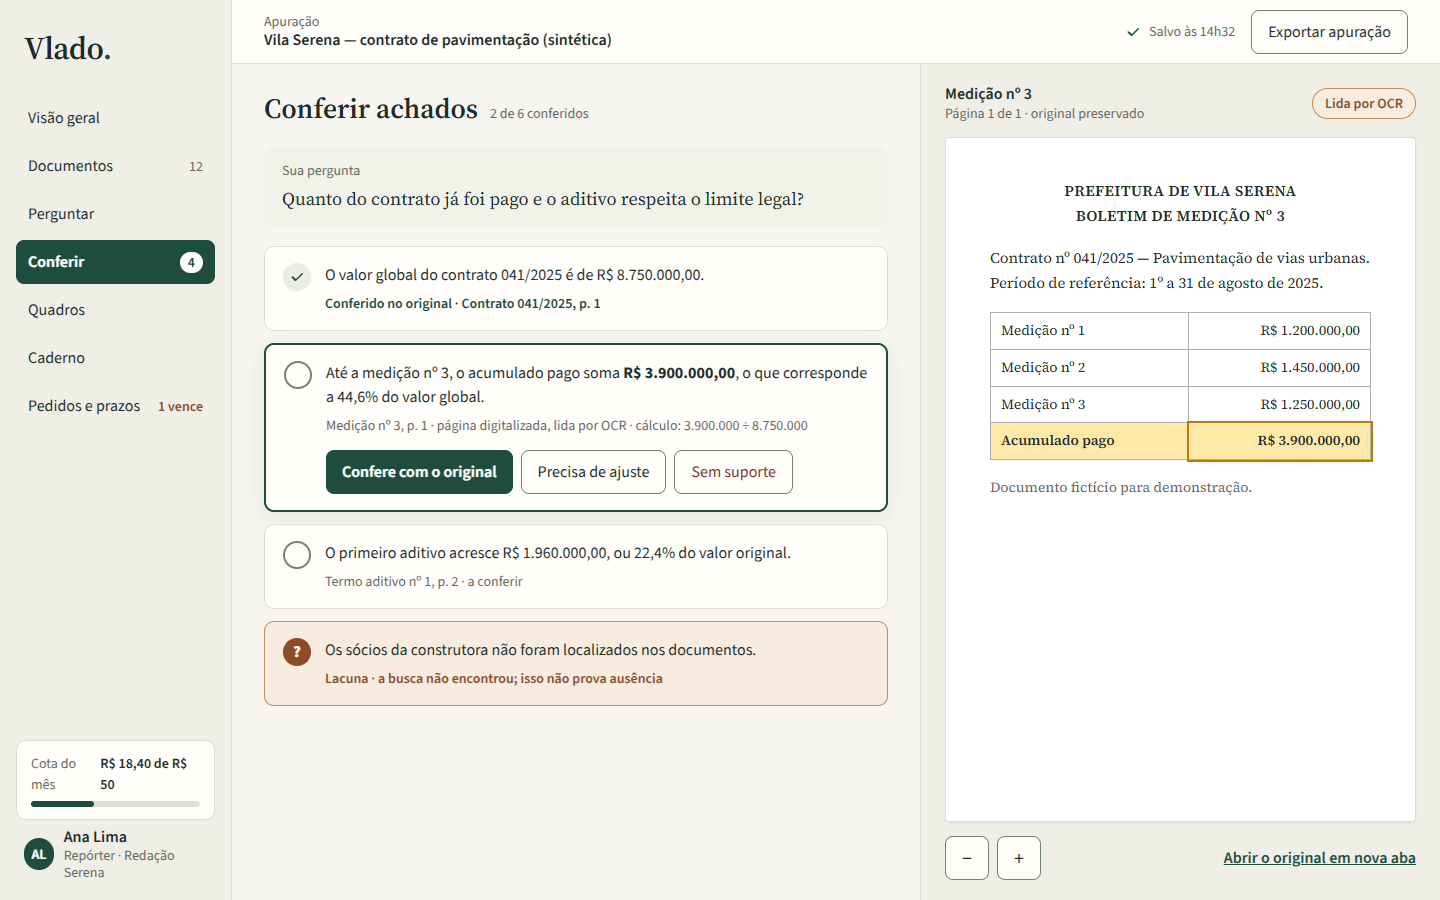 Vlado.
Visão geral
Documentos 12
Perguntar
Conferir 4
Quadros
Caderno
Pedidos e prazos 1 vence
Cota do mês R$ 18,40 de R$ 50
AL
Ana Lima
Repórter · Redação
Serena
Apuração
Vila Serena — contrato de pavimentação (sintética)
Salvo às 14h32
Exportar apuração
Conferir achados 2 de 6 conferidos
Sua pergunta
Quanto do contrato já foi pago e o aditivo respeita o limite legal?
O valor global do contrato 041/2025 é de R$ 8.750.000,00.
Conferido no original · Contrato 041/2025, p. 1
Até a medição nº 3, o acumulado pago soma R$ 3.900.000,00, o que corresponde
a 44,6% do valor global.
Medição nº 3, p. 1 · página digitalizada, lida por OCR · cálculo: 3.900.000 ÷ 8.750.000
Confere com o original Precisa de ajuste Sem suporte
O primeiro aditivo acresce R$ 1.960.000,00, ou 22,4% do valor original.
Termo aditivo nº 1, p. 2 · a conferir
?
Os sócios da construtora não foram localizados nos documentos.
Lacuna · a busca não encontrou; isso não prova ausência
Medição nº 3
Página 1 de 1 · original preservado
Lida por OCR
PREFEITURA DE VILA SERENA
BOLETIM DE MEDIÇÃO Nº 3
Contrato nº 041/2025 — Pavimentação de vias urbanas.
Período de referência: 1º a 31 de agosto de 2025.
Medição nº 1 R$ 1.200.000,00
Medição nº 2 R$ 1.450.000,00
Medição nº 3 R$ 1.250.000,00
Acumulado pago R$ 3.900.000,00
Documento fictício para demonstração.
− +
Abrir o original em nova aba